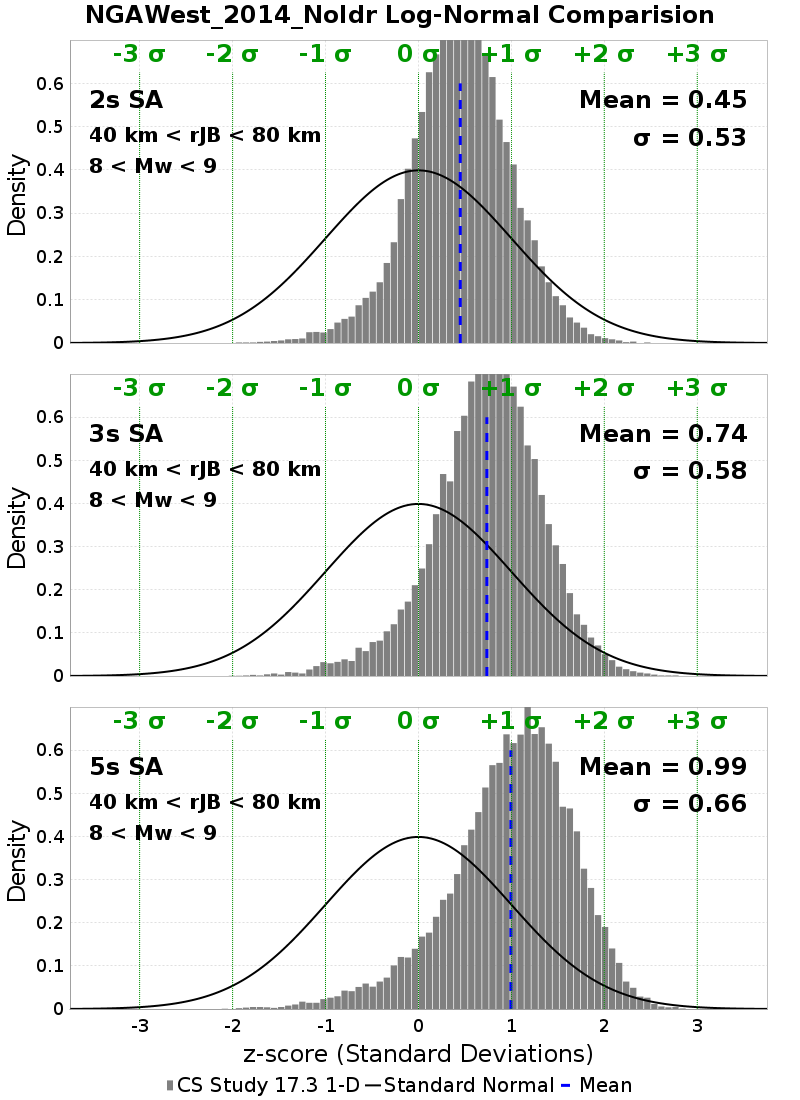 NGAWest_2014_NoIdr Log-Normal Comparision
-3 σ -2 σ -1 σ 0 σ +1 σ +2 σ +3 σ
0.6
2s SA Mean = 0.45
0.5
40 km < rJB < 80 km σ = 0.53
8 < Mw < 9
0.4
0.3
0.2
0.1
0
Density
-3 σ -2 σ -1 σ 0 σ +1 σ +2 σ +3 σ
0.6
3s SA Mean = 0.74
0.5
40 km < rJB < 80 km σ = 0.58
8 < Mw < 9
0.4
0.3
0.2
0.1
0
Density
-3 σ -2 σ -1 σ 0 σ +1 σ +2 σ +3 σ
0.6
5s SA Mean = 0.99
0.5
40 km < rJB < 80 km σ = 0.66
8 < Mw < 9
0.4
0.3
0.2
0.1
0
Density
-3 -2 -1 0 1 2 3
z-score (Standard Deviations)
CS Study 17.3 1-D Standard Normal Mean